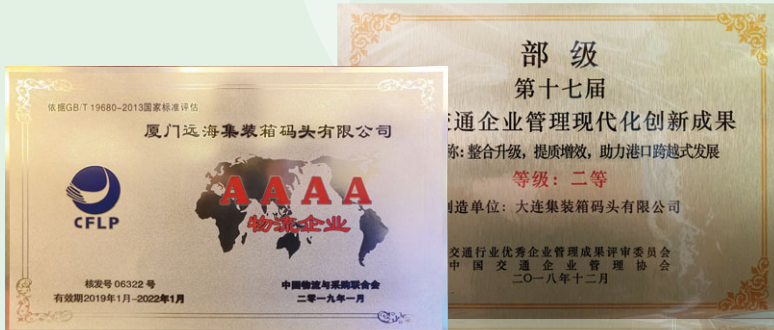 依据GB/T 19680-2013国家标准评估
厦门远海集装箱码头有限公司
CFLP
AAAA
物流企业
核发号 06322 号
有效期2019年1月-2022年1月
中国物流与采购联合会
二零一九年一月
部 级
第十七届
交通企业管理现代化创新成果
称:整合升级,提质增效,助力港口跨越式发展
等级:二等
创造单位:大连集装箱码头有限公司
交通行业优秀企业管理成果评审委员会
中国交通企业管理协会
二〇一八年十二月